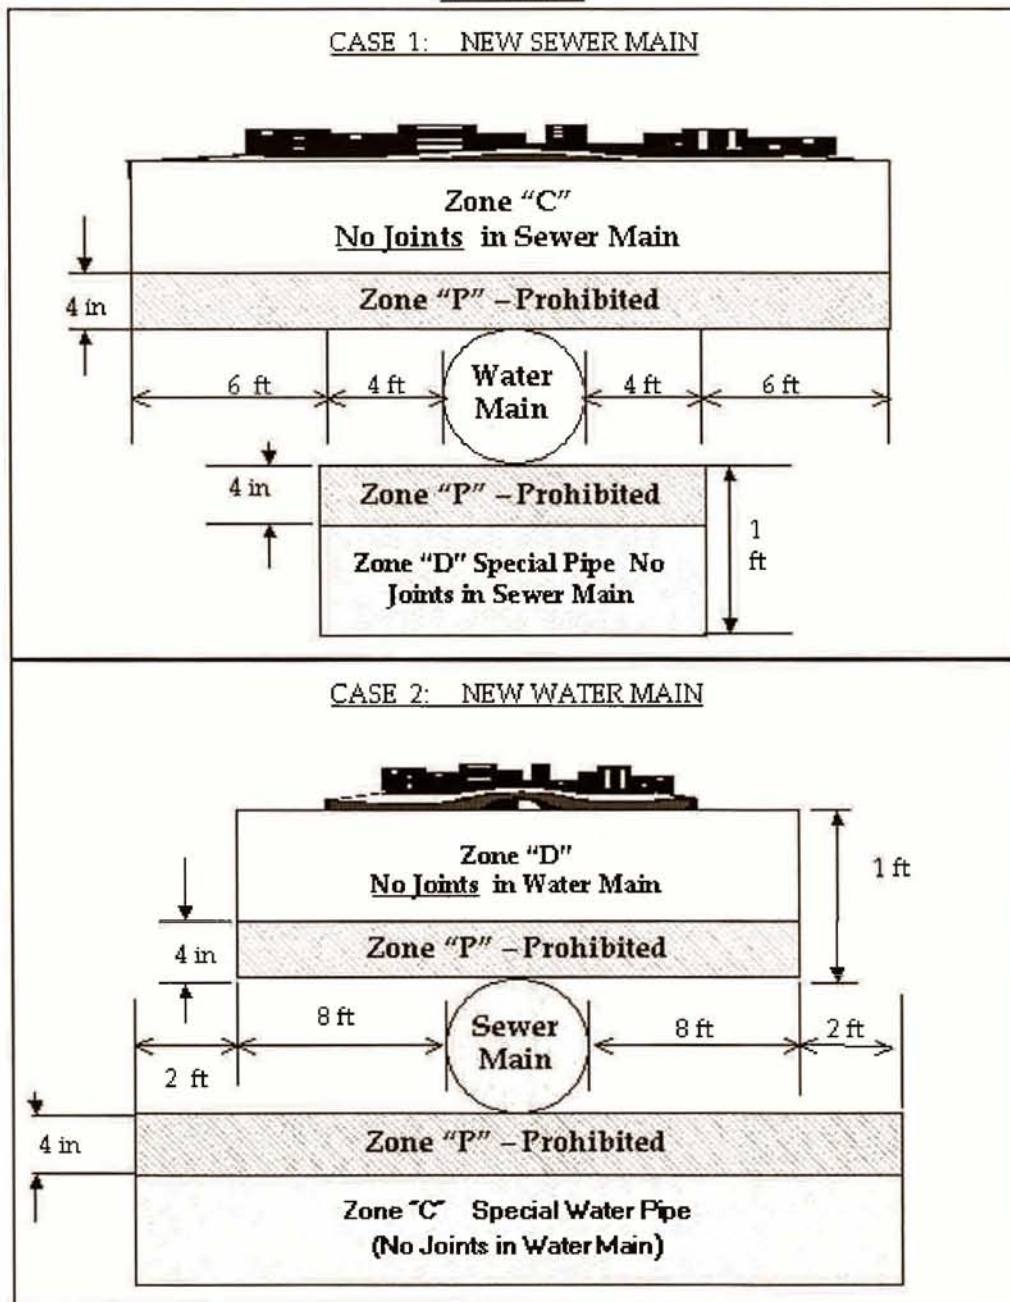 CASE 1: NEW SEWER MAIN
Zone “C”
No Joints in Sewer Main
4 in
Zone “P” – Prohibited
6 ft
4 ft
Water
Main
4 ft
6 ft
4 in
Zone “P” – Prohibited
1
ft
Zone “D” Special Pipe No
Joints in Sewer Main
CASE 2: NEW WATER MAIN
Zone “D”
No Joints in Water Main
1 ft
4 in
Zone “P” – Prohibited
8 ft
Sewer
Main
8 ft
2 ft
2 ft
4 in
Zone “P” – Prohibited
Zone “C” Special Water Pipe
(No Joints in Water Main)